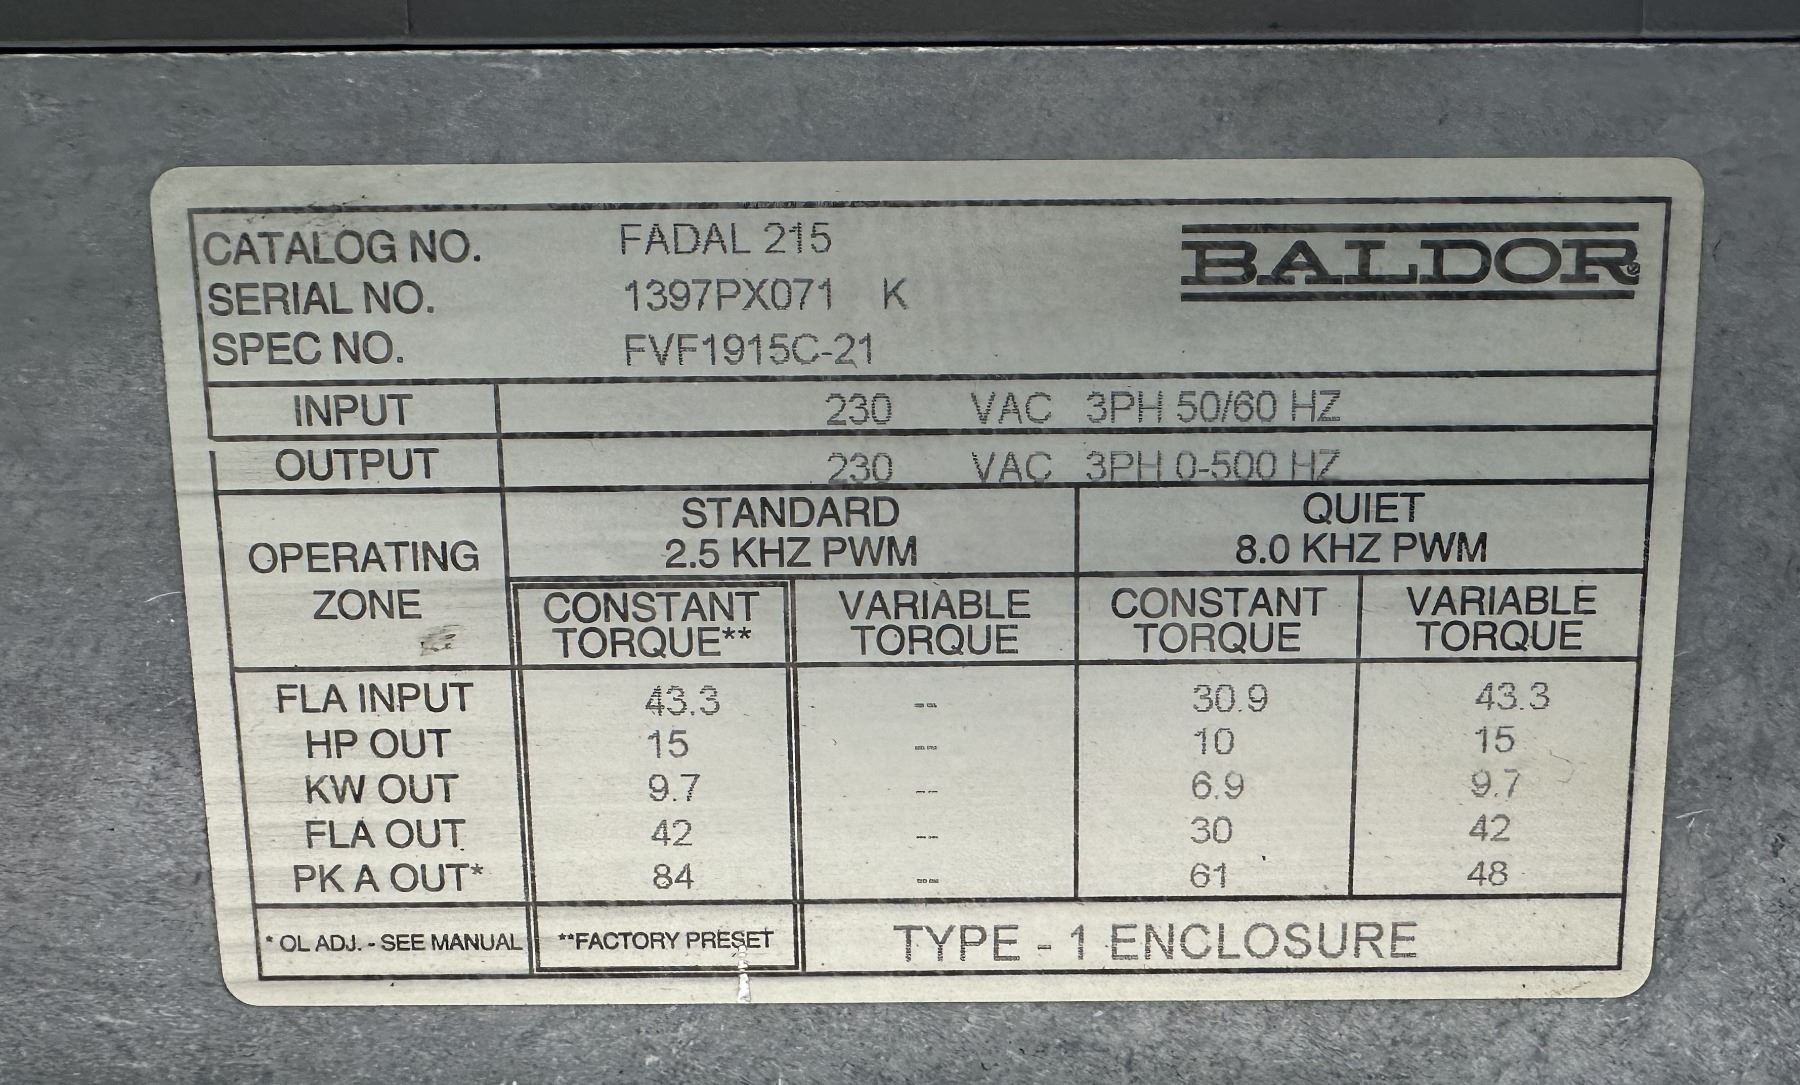 CATALOG NO. FADAL 215
BALDOR
SERIAL NO. 1397PX071 K
SPEC NO. FVF1915C-21
INPUT 230 VAC 3PH 50/60 HZ
OUTPUT 230 VAC 3PH 0-500 HZ
OPERATING ZONE
STANDARD QUIET
2.5 KHZ PWM 8.0 KHZ PWM
CONSTANT VARIABLE CONSTANT VARIABLE
TORQUE** TORQUE TORQUE TORQUE
FLA INPUT 43.3 -- 30.9 43.3
HP OUT 15 -- 10 15
KW OUT 9.7 -- 6.9 9.7
FLA OUT 42 -- 30 42
PK A OUT* 84 -- 61 48
* OL ADJ. - SEE MANUAL **FACTORY PRESET TYPE - 1 ENCLOSURE